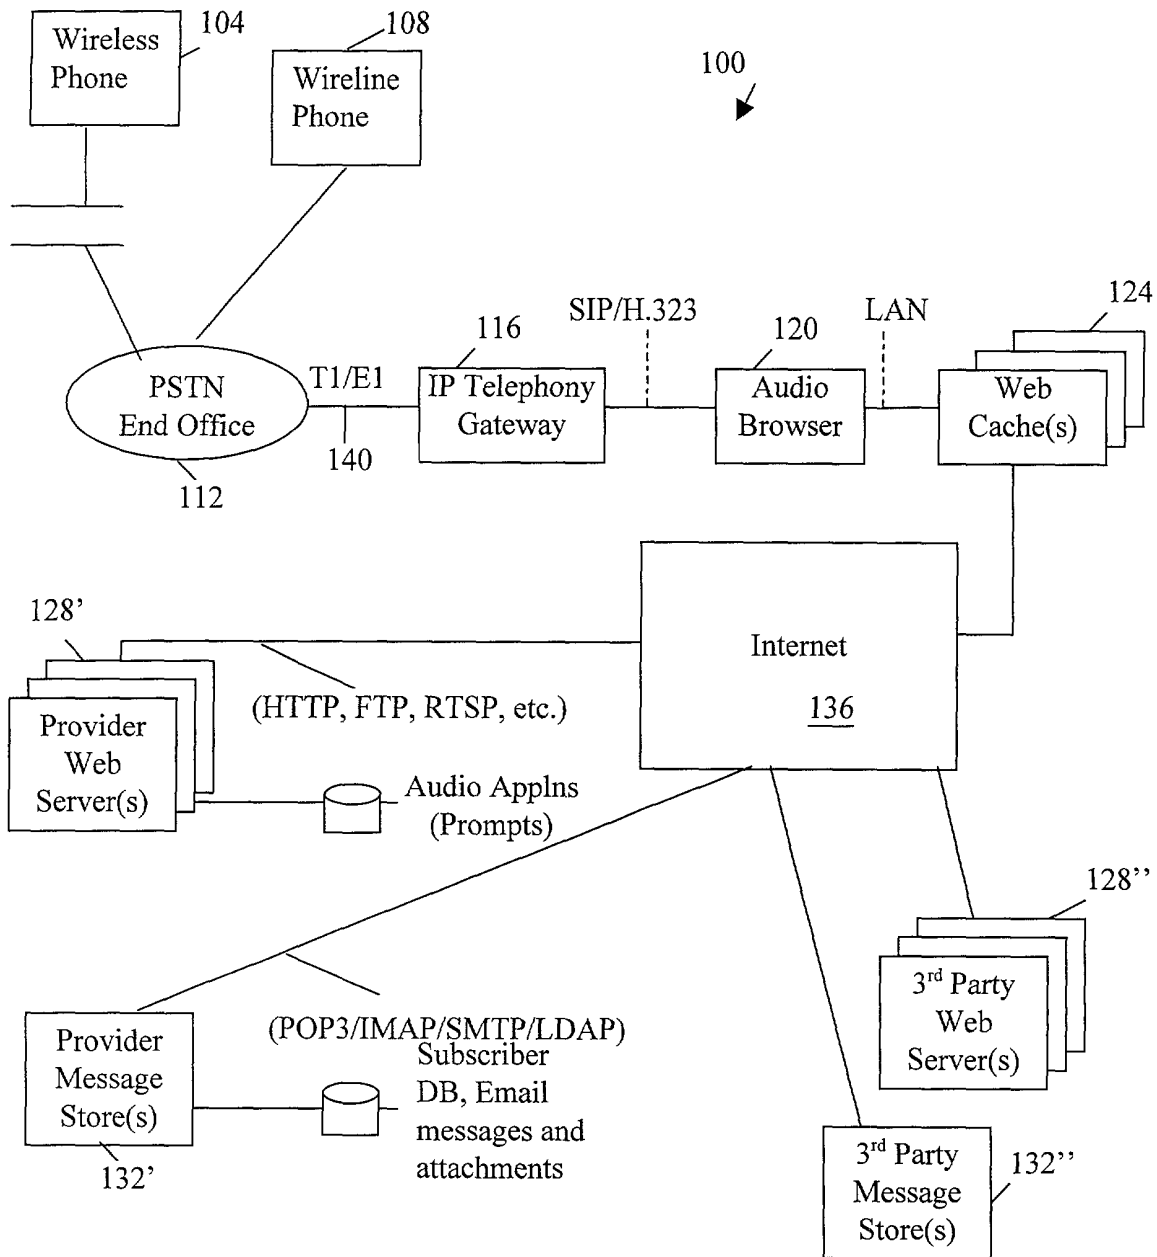 104
Wireless
Phone
108
Wireline
Phone
100
124
SIP/H.323
LAN
116
120
T1/E1
PSTN
End Office
IP Telephony
Gateway
Audio
Browser
Web
Cache(s)
140
112
128’
Internet
136
(HTTP, FTP, RTSP, etc.)
Provider
Web
Server(s)
Audio Applns
(Prompts)
128’’
3rd Party
Web
Server(s)
(POP3/IMAP/SMTP/LDAP)
Provider
Message
Store(s)
Subscriber
DB, Email
messages and
attachments
132’
3rd Party
Message
Store(s)
132’’